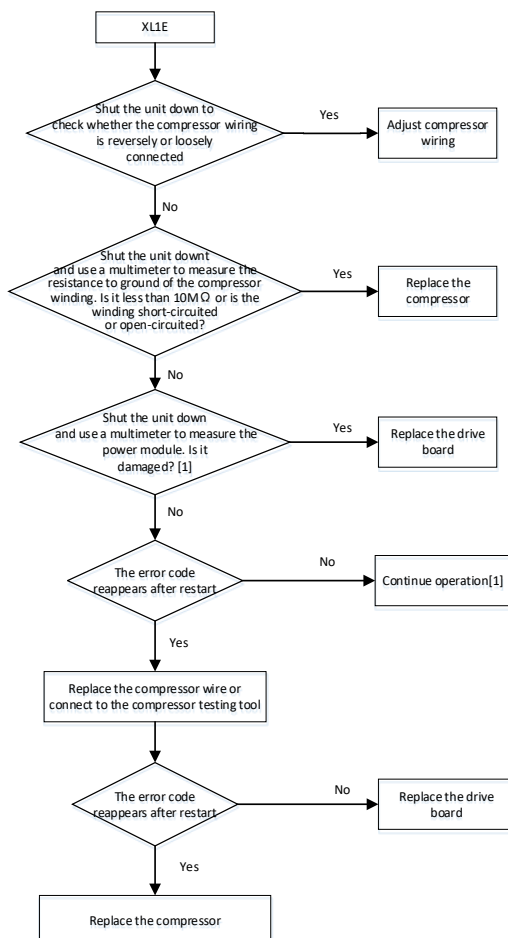 XL1E
Shut the unit down to
check whether the compressor wiring
is reversely or loosely
connected
Yes
Adjust compressor
wiring
No
Shut the unit downt
and use a multimeter to measure the
resistance to ground of the compressor
winding. Is it less than 10MΩ or is the
winding short-circuited
or open-circuited?
Yes
Replace the
compressor
No
Shut the unit down
and use a multimeter to measure the
power module. Is it
damaged? [1]
Yes
Replace the drive
board
No
The error code
reappears after restart
No
Continue operation[1]
Yes
Replace the compressor wire or
connect to the compressor testing tool
The error code
reappears after restart
No
Replace the drive
board
Yes
Replace the compressor